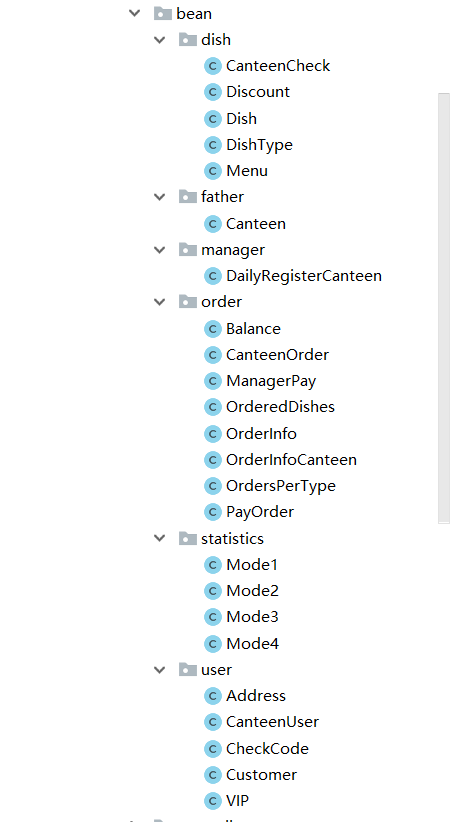 bean
dish
C CanteenCheck
C Discount
C Dish
C DishType
C Menu
father
C Canteen
manager
C DailyRegisterCanteen
order
C Balance
C CanteenOrder
C ManagerPay
C OrderedDishes
C OrderInfo
C OrderInfoCanteen
C OrdersPerType
C PayOrder
statistics
C Mode1
C Mode2
C Mode3
C Mode4
user
C Address
C CanteenUser
C CheckCode
C Customer
C VIP